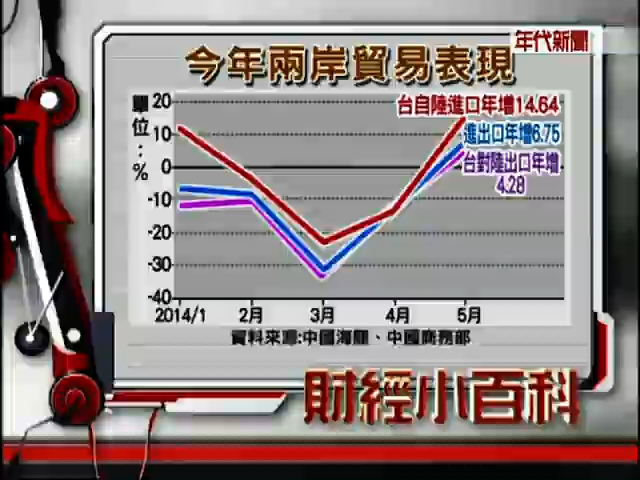 年代新聞
今年兩岸貿易表現
單位：%
20
10
0
-10
-20
-30
-40
台自陸進口年增14.64
進出口年增6.75
台對陸出口年增
4.28
2014/1 2月 3月 4月 5月
資料來源:中國海關、中國商務部
財經小百科